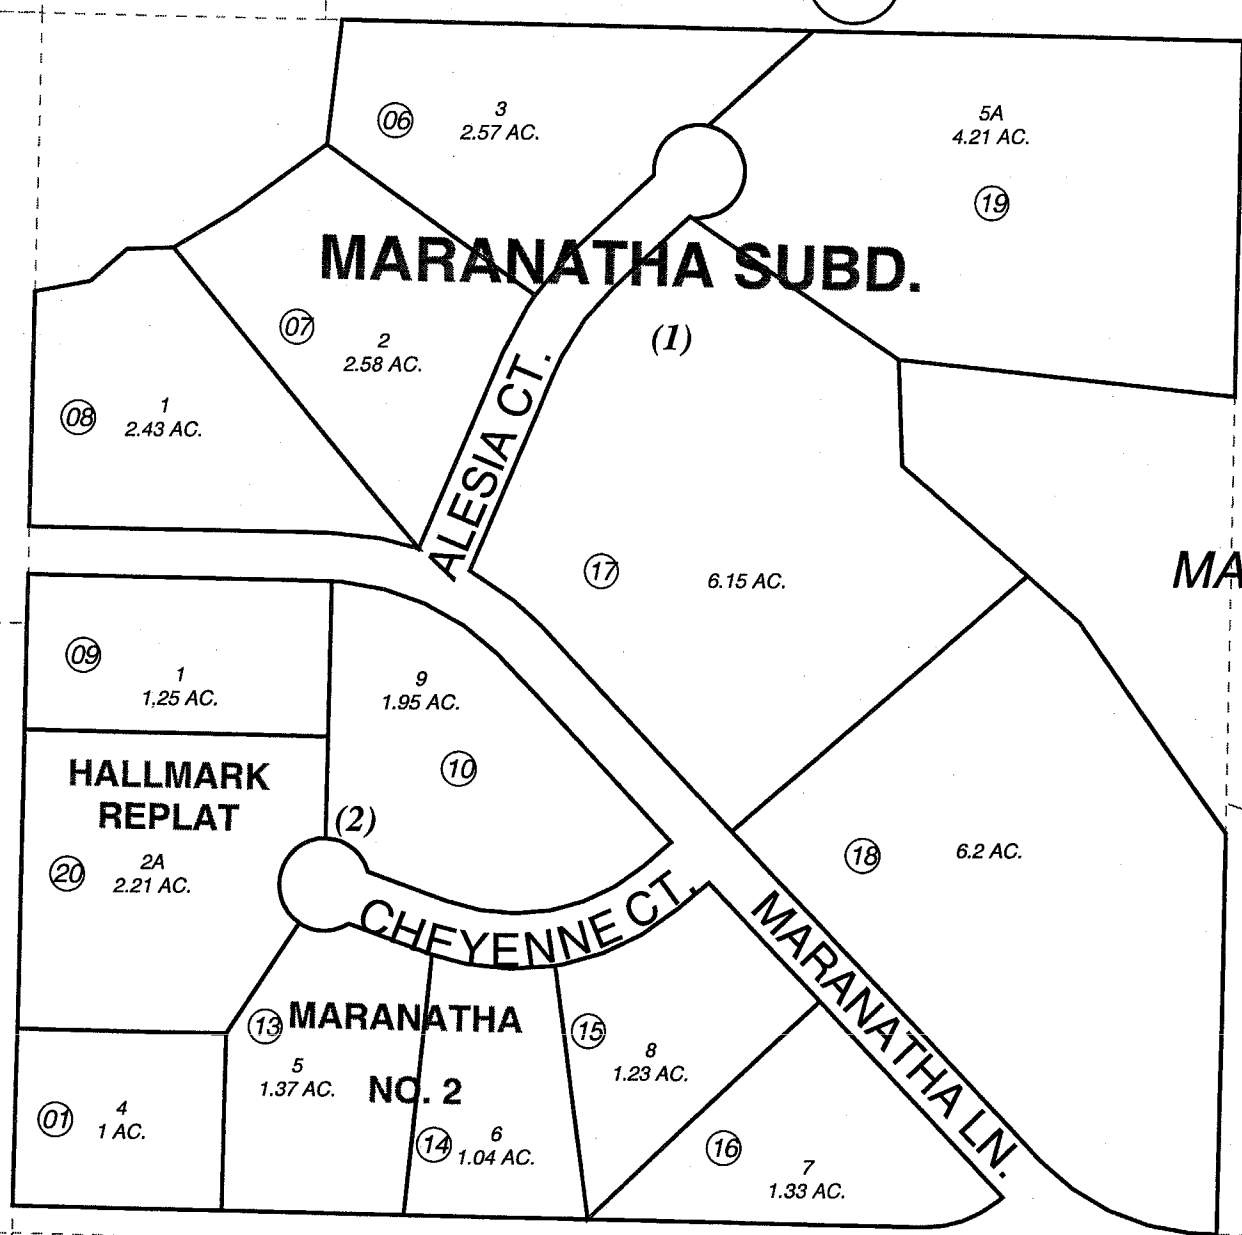 06
3
2.57 AC.
5A
4.21 AC.
19
MARANATHA SUBD.
(1)
07
2
2.58 AC.
08
1
2.43 AC.
ALESIA CT.
17
6.15 AC.
MA
09
1
1.25 AC.
9
1.95 AC.
10
HALLMARK
REPLAT
(2)
20
2A
2.21 AC.
18
6.2 AC.
CHEYENNE CT.
MARANATHA LN.
13
MARANATHA
NO. 2
5
1.37 AC.
15
8
1.23 AC.
01
4
1 AC.
14
6
1.04 AC.
16
7
1.33 AC.